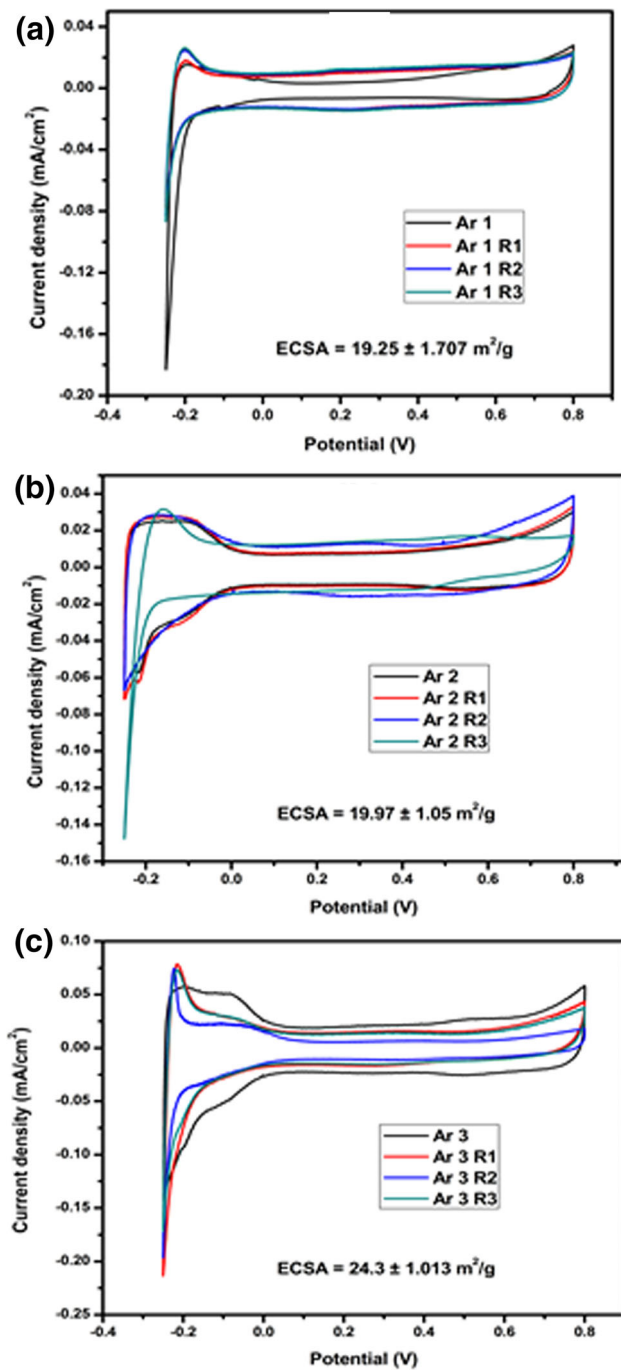 (a)
0.04
0.00
-0.04
-0.08
-0.12
-0.16
-0.20
Current density (mA/cm²)
Ar 1
Ar 1 R1
Ar 1 R2
Ar 1 R3
ECSA = 19.25 ± 1.707 m²/g
-0.4 -0.2 0.0 0.2 0.4 0.6 0.8
Potential (V)
(b)
0.04
0.02
0.00
-0.02
-0.04
-0.06
-0.08
-0.10
-0.12
-0.14
-0.16
Current density (mA/cm²)
Ar 2
Ar 2 R1
Ar 2 R2
Ar 2 R3
ECSA = 19.97 ± 1.05 m²/g
-0.2 0.0 0.2 0.4 0.6 0.8
Potential (V)
(c)
0.10
0.05
0.00
-0.05
-0.10
-0.15
-0.20
-0.25
Current density (mA/cm²)
Ar 3
Ar 3 R1
Ar 3 R2
Ar 3 R3
ECSA = 24.3 ± 1.013 m²/g
-0.4 -0.2 0.0 0.2 0.4 0.6 0.8
Potential (V)